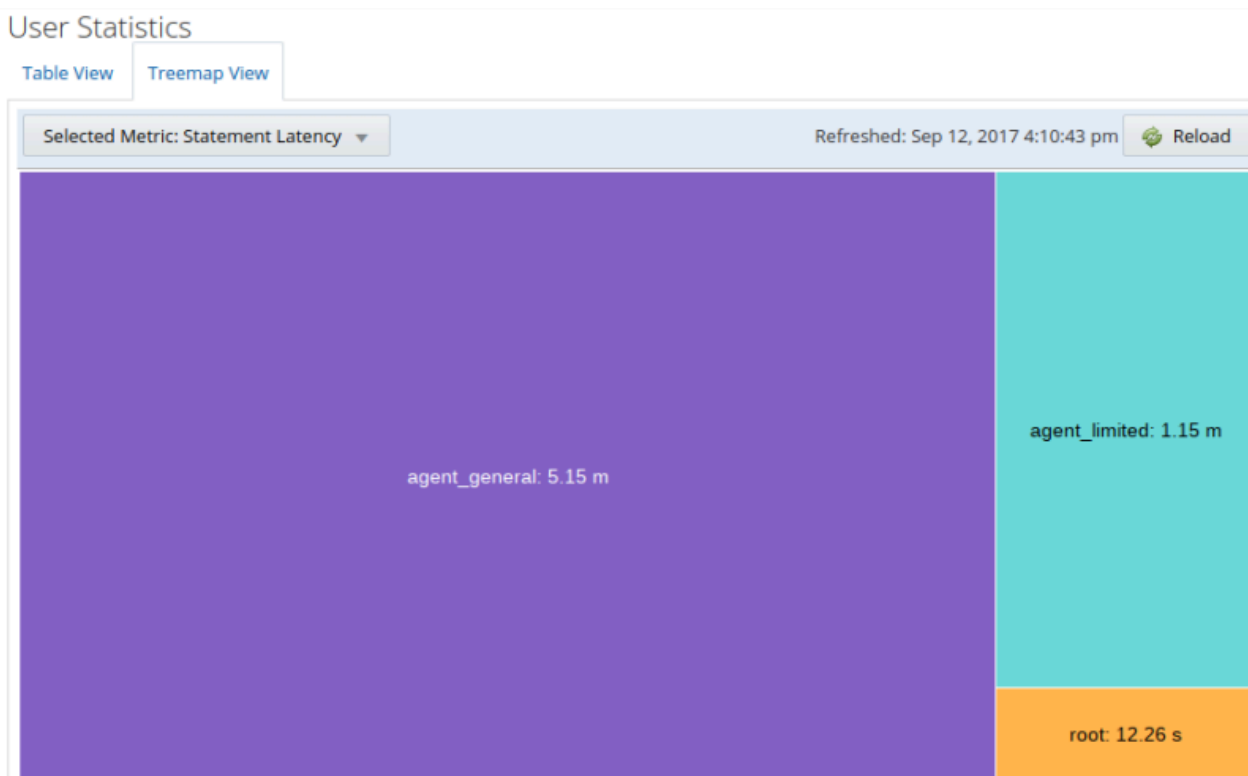 User Statistics
Table View Treemap View
Selected Metric: Statement Latency Refreshed: Sep 12, 2017 4:10:43 pm Reload
agent_limited: 1.15 m
agent_general: 5.15 m
root: 12.26 s